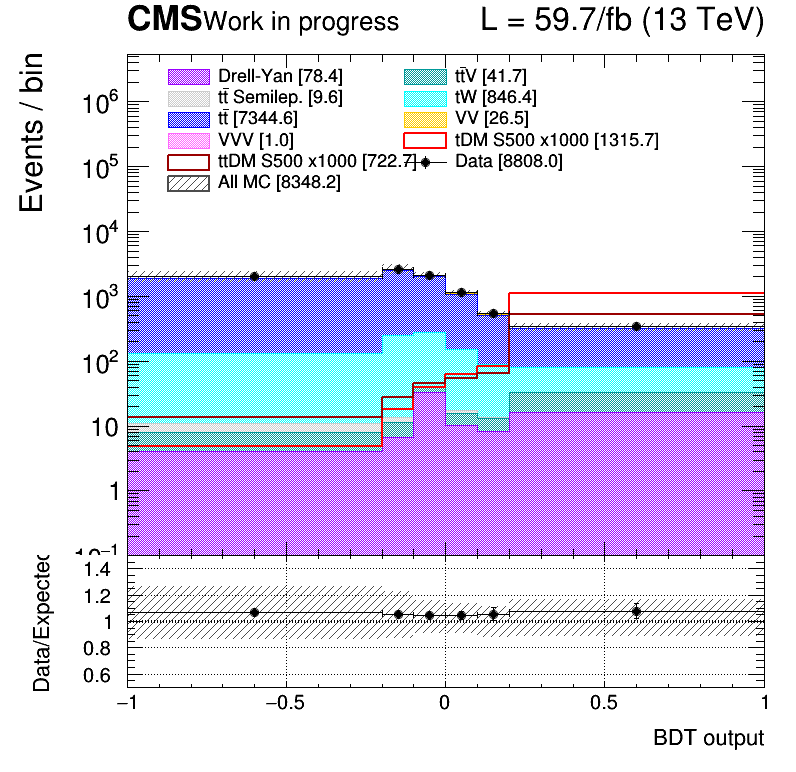 CMS Work in progress L = 59.7/fb (13 TeV)
Events / bin
Drell-Yan [78.4] tt̄V [41.7]
tt̄ Semilep. [9.6] tW [846.4]
tt̄ [7344.6] VV [26.5]
VVV [1.0] tDM S500 x1000 [1315.7]
ttDM S500 x1000 [722.7] Data [8808.0]
All MC [8348.2]
10⁶
10⁵
10⁴
10³
10²
10
1
10⁻¹
Data/Expected
1.4
1.2
1
0.8
0.6
−1 −0.5 0 0.5 1
BDT output